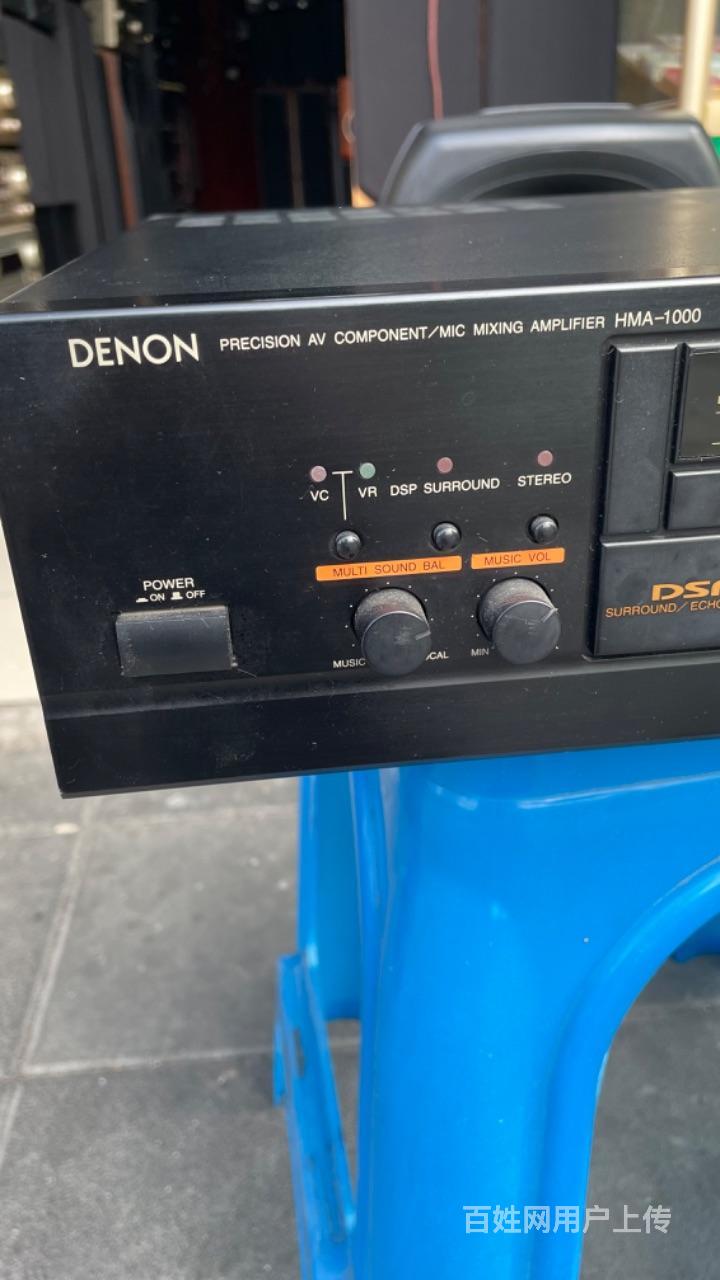 DENON PRECISION AV COMPONENT/MIC MIXING AMPLIFIER HMA-1000
VC VR DSP SURROUND STEREO
MULTI SOUND BAL MUSIC VOL
POWER
ON OFF
SURROUND/ECHO
MUSIC MIN
百姓网用户上传